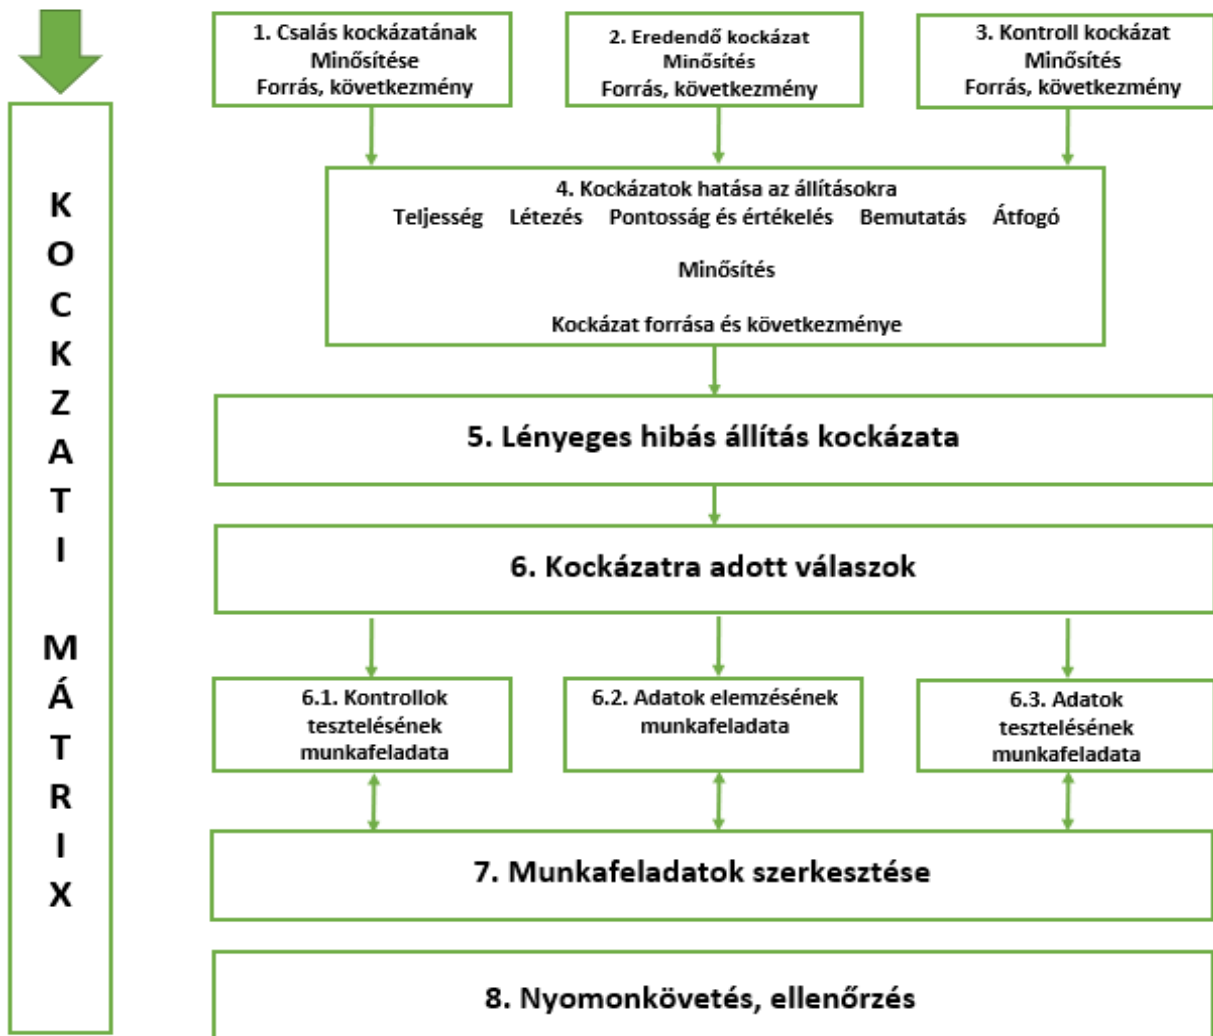 K
O
C
K
Z
A
T
I
M
Á
T
R
I
X
1. Csalás kockázatának
Minősítése
Forrás, következmény
2. Eredendő kockázat
Minősítés
Forrás, következmény
3. Kontroll kockázat
Minősítés
Forrás, következmény
4. Kockázatok hatása az állításokra
Teljesség Létezés Pontosság és értékelés Bemutatás Átfogó
Minősítés
Kockázat forrása és következménye
5. Lényeges hibás állítás kockázata
6. Kockázatra adott válaszok
6.1. Kontrollok
tesztelésének
munkafeladata
6.2. Adatok elemzésének
munkafeladata
6.3. Adatok
tesztelésének
munkafeladata
7. Munkafeladatok szerkesztése
8. Nyomonkövetés, ellenőrzés